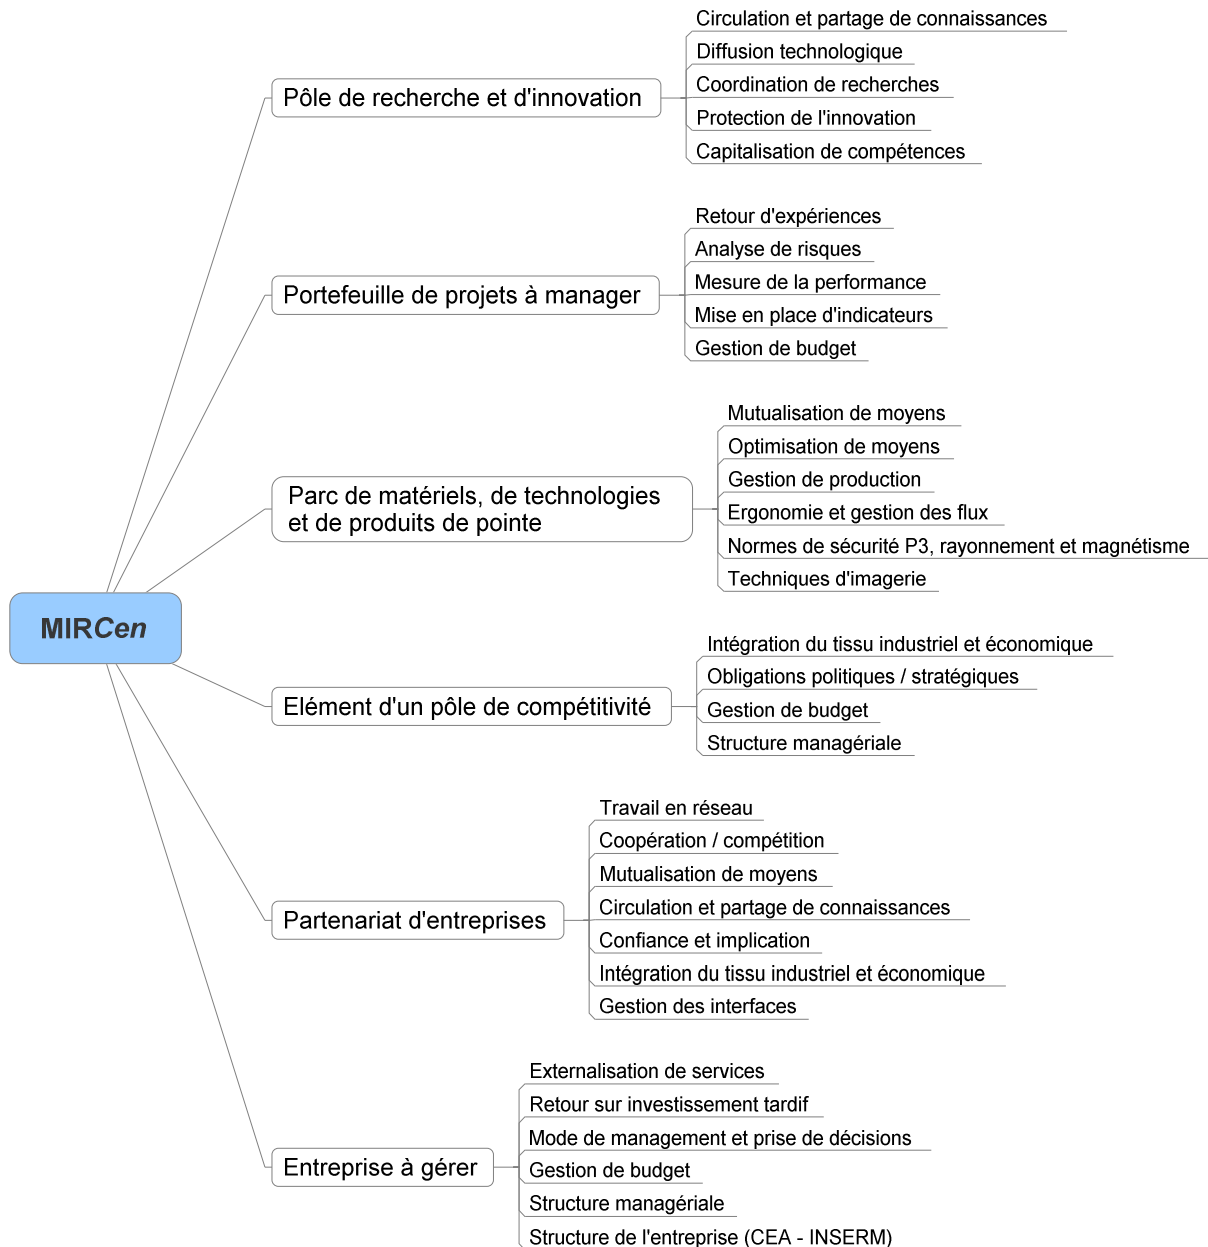 MIRCen
Pôle de recherche et d'innovation
Circulation et partage de connaissances
Diffusion technologique
Coordination de recherches
Protection de l'innovation
Capitalisation de compétences
Portefeuille de projets à manager
Retour d'expériences
Analyse de risques
Mesure de la performance
Mise en place d'indicateurs
Gestion de budget
Parc de matériels, de technologies
et de produits de pointe
Mutualisation de moyens
Optimisation de moyens
Gestion de production
Ergonomie et gestion des flux
Normes de sécurité P3, rayonnement et magnétisme
Techniques d'imagerie
Elément d'un pôle de compétitivité
Intégration du tissu industriel et économique
Obligations politiques / stratégiques
Gestion de budget
Structure managériale
Partenariat d'entreprises
Travail en réseau
Coopération / compétition
Mutualisation de moyens
Circulation et partage de connaissances
Confiance et implication
Intégration du tissu industriel et économique
Gestion des interfaces
Entreprise à gérer
Externalisation de services
Retour sur investissement tardif
Mode de management et prise de décisions
Gestion de budget
Structure managériale
Structure de l'entreprise (CEA - INSERM)